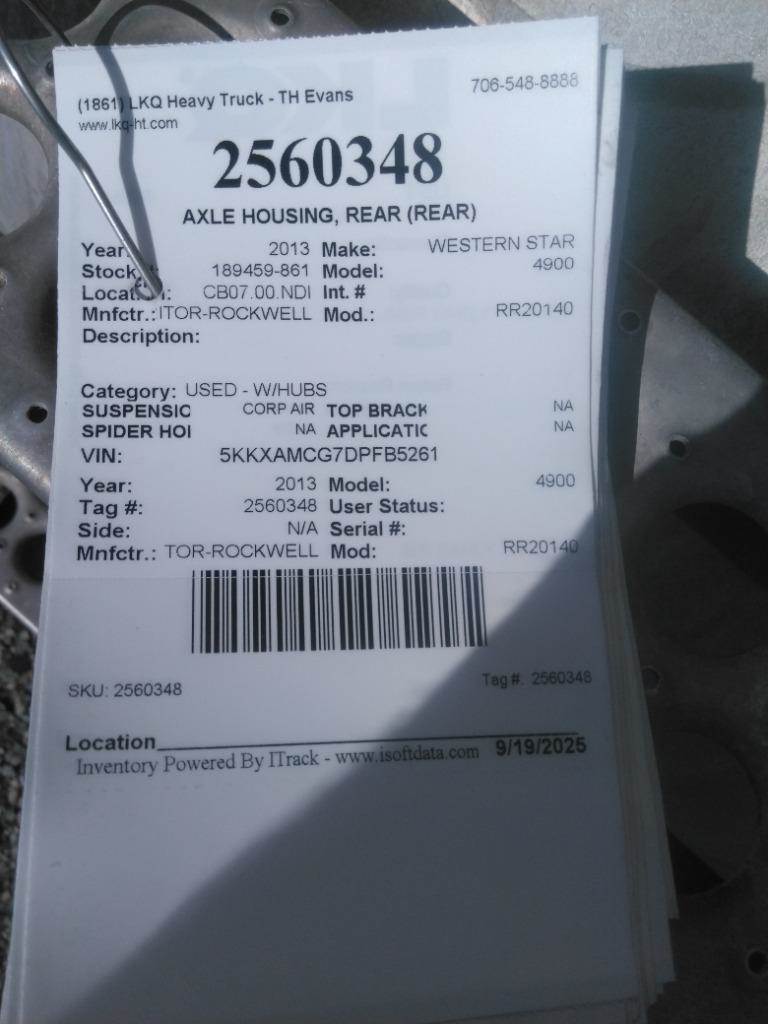 (1861) LKQ Heavy Truck - TH Evans 706-548-8888
www.lkq-ht.com
2560348
AXLE HOUSING, REAR (REAR)
Year: 2013 Make: WESTERN STAR
Stock 189459-861 Model: 4900
Location: CB07.00.NDI Int. #
Mnfctr.: ITOR-ROCKWELL Mod.: RR20140
Description:
Category: USED - W/HUBS
SUSPENSIC CORP AIR TOP BRACK NA
SPIDER HOI NA APPLICATIC NA
VIN: 5KKXAMCG7DPFB5261
Year: 2013 Model: 4900
Tag #: 2560348 User Status:
Side: N/A Serial #:
Mnfctr.: TOR-ROCKWELL Mod: RR20140
SKU: 2560348 Tag #: 2560348
Location
Inventory Powered By ITrack - www.isoftdata.com 9/19/2025